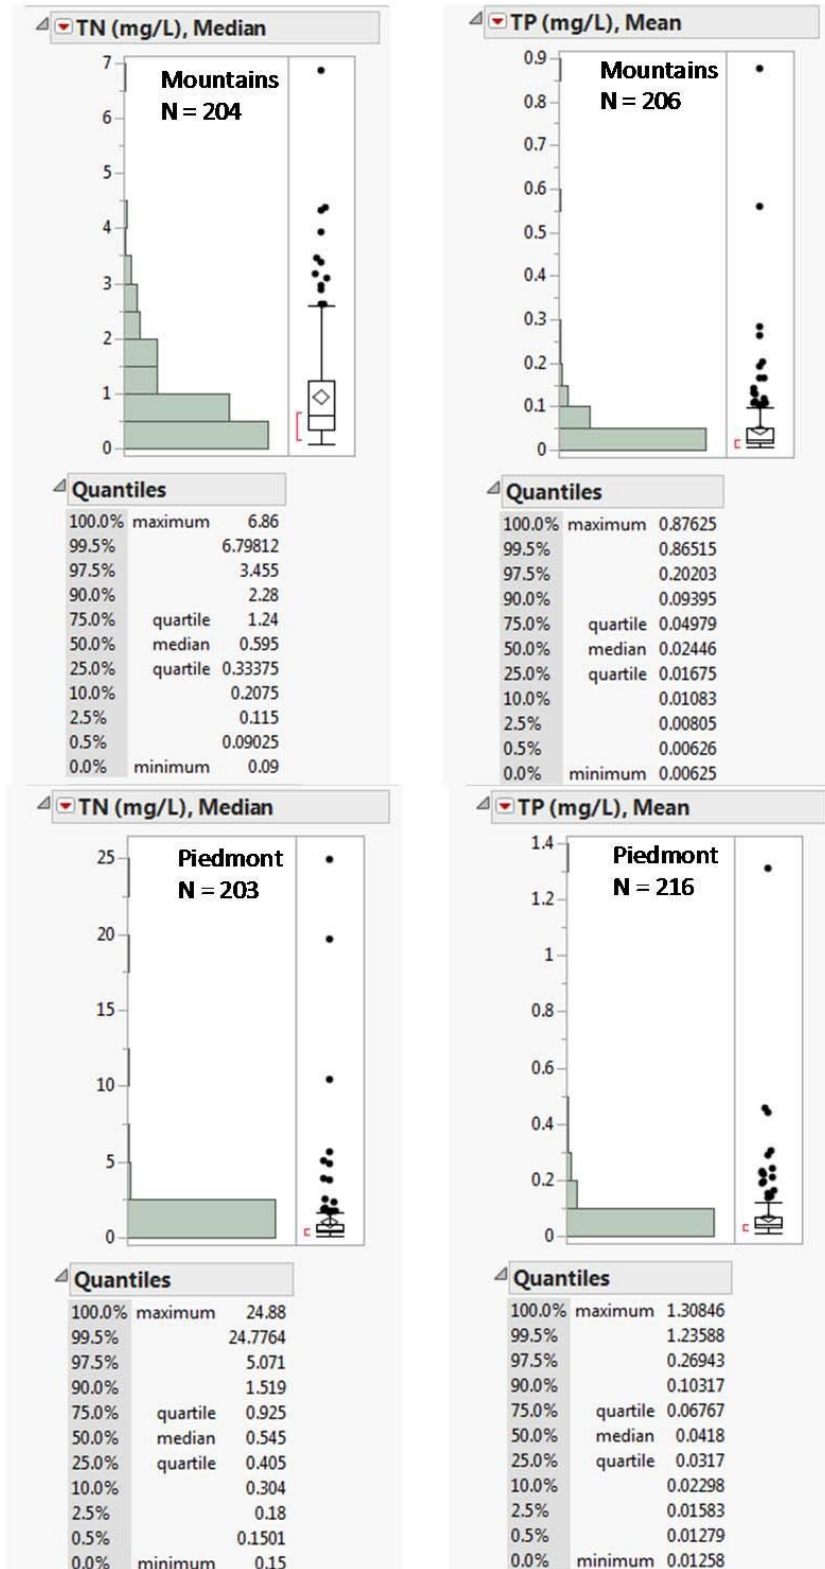 TN (mg/L), Median
Mountains
N = 204
7
6
5
4
3
2
1
0
Quantiles
100.0% maximum 6.86
99.5% 6.79812
97.5% 3.455
90.0% 2.28
75.0% quartile 1.24
50.0% median 0.595
25.0% quartile 0.33375
10.0% 0.2075
2.5% 0.115
0.5% 0.09025
0.0% minimum 0.09
TP (mg/L), Mean
Mountains
N = 206
0.9
0.8
0.7
0.6
0.5
0.4
0.3
0.2
0.1
0
Quantiles
100.0% maximum 0.87625
99.5% 0.86515
97.5% 0.20203
90.0% 0.09395
75.0% quartile 0.04979
50.0% median 0.02446
25.0% quartile 0.01675
10.0% 0.01083
2.5% 0.00805
0.5% 0.00626
0.0% minimum 0.00625
TN (mg/L), Median
Piedmont
N = 203
25
20
15
10
5
0
Quantiles
100.0% maximum 24.88
99.5% 24.7764
97.5% 5.071
90.0% 1.519
75.0% quartile 0.925
50.0% median 0.545
25.0% quartile 0.405
10.0% 0.304
2.5% 0.18
0.5% 0.1501
0.0% minimum 0.15
TP (mg/L), Mean
Piedmont
N = 216
1.4
1.2
1
0.8
0.6
0.4
0.2
0
Quantiles
100.0% maximum 1.30846
99.5% 1.23588
97.5% 0.26943
90.0% 0.10317
75.0% quartile 0.06767
50.0% median 0.0418
25.0% quartile 0.0317
10.0% 0.02298
2.5% 0.01583
0.5% 0.01279
0.0% minimum 0.01258